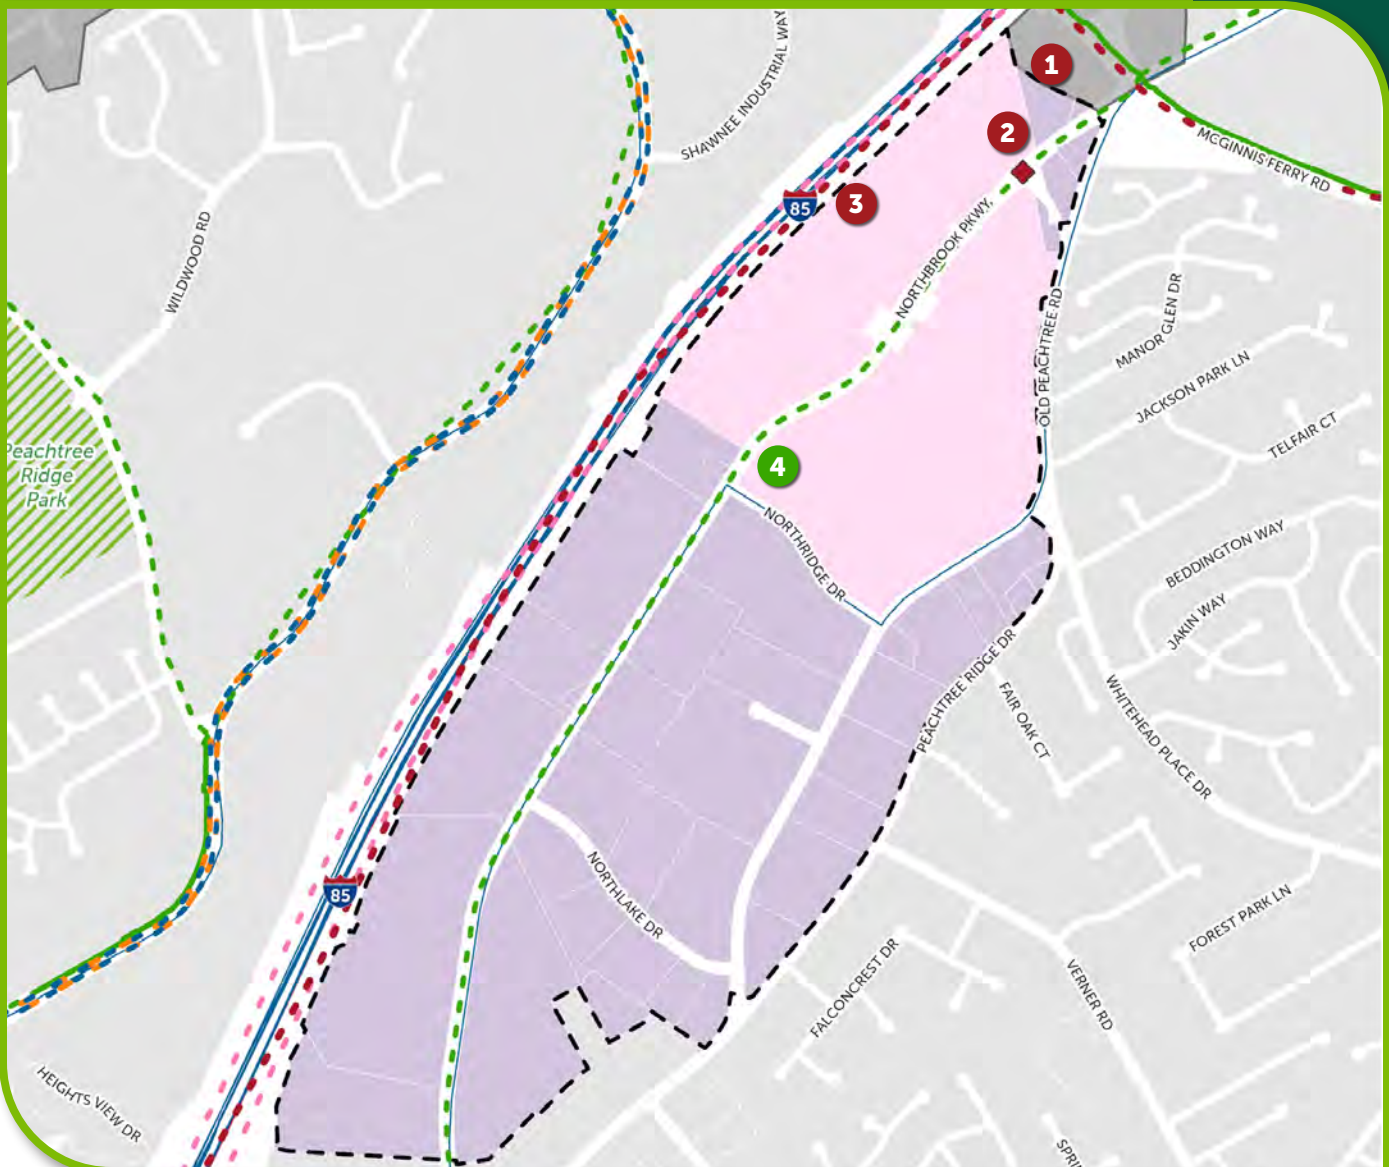 SHAWNEE INDUSTRIAL WAY
1
2
MCGINNIS FERRY RD
85
3
WILDWOOD RD
NORTHBROOK PKWY.
MANOR GLEN DR
OLD PEACHTREE RD
JACKSON PARK LN
TELFAIR CT
Peachtree
Ridge
Park
4
NORTHRIDGE DR
BEDDINGTON WAY
JAKIN WAY
PEACHTREE RIDGE DR
FAIR OAK CT
WHITEHEAD PLACE DR
85
NORTHLAKE DR
FOREST PARK LN
FALCONCREST DR
VERNER RD
HEIGHTS VIEW DR
SPRI